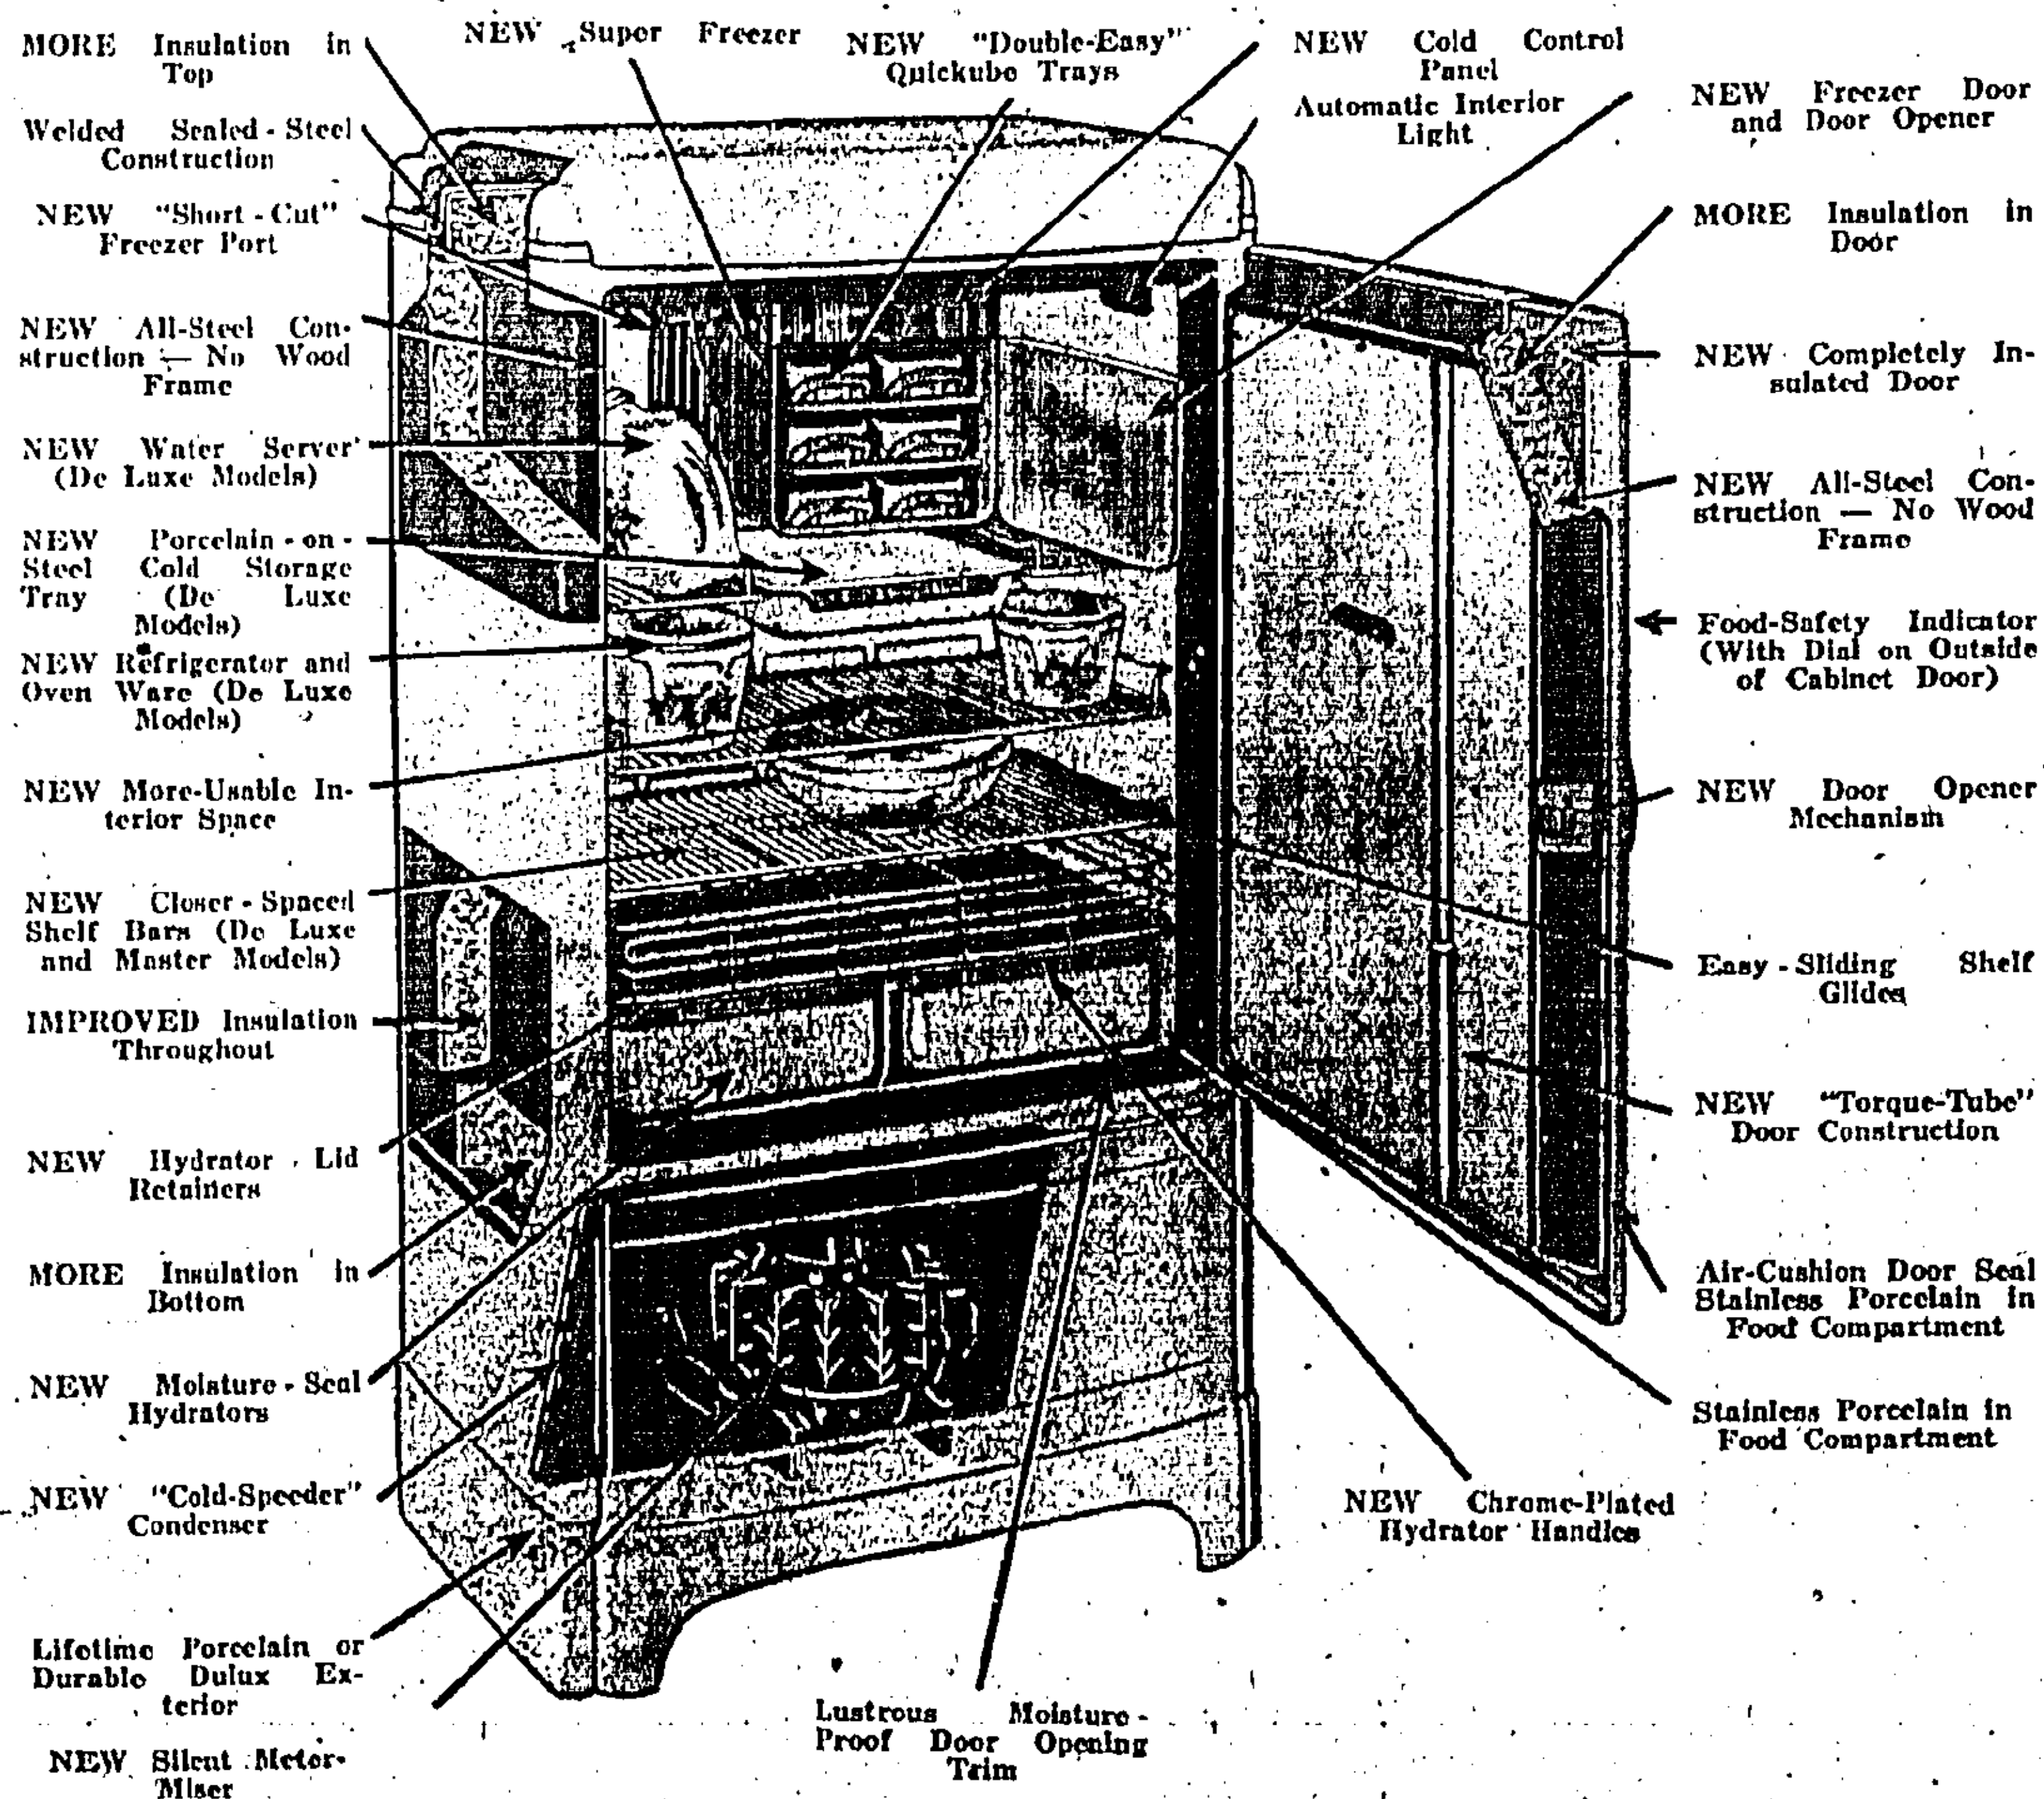 MORE Insulation in
Top
Welded Sealed-Steel
Construction
NEW "Short-Cut"
Freezer Port
NEW All-Steel Con-
struction — No Wood
Frame
NEW Water Server
(De Luxe Models)
NEW Porcelain-on-
Steel Cold Storage
Tray (De Luxe
Models)
NEW Refrigerator and
Oven Ware (De Luxe
Models)
NEW More-Usable In-
terior Space
NEW Closer-Spaced
Shelf Bars (De Luxe
and Master Models)
IMPROVED Insulation
Throughout
NEW Hydrator Lid
Retainers
MORE Insulation in
Bottom
NEW Moisture-Seal
Hydrators
NEW "Cold-Speeder"
Condenser
Lifetime Porcelain or
Durable Dulux Ex-
terior
NEW Silent Meter-
Miser
NEW Super Freezer
NEW "Double-Easy"
Quickube Trays
NEW Cold Control
Panel
Automatic Interior
Light
NEW Freezer Door
and Door Opener
MORE Insulation in
Door
NEW Completely In-
sulated Door
NEW All-Steel Con-
struction — No Wood
Frame
Food-Safety Indicator
(With Dial on Outside
of Cabinet Door)
NEW Door Opener
Mechanism
Easy-Sliding Shelf
Glides
NEW "Torque-Tube"
Door Construction
Air-Cushion Door Seal
Stainless Porcelain in
Food Compartment
Stainless Porcelain in
Food Compartment
NEW Chrome-Plated
Hydrator Handles
Lustrous Moisture-
Proof Door Opening
Trim